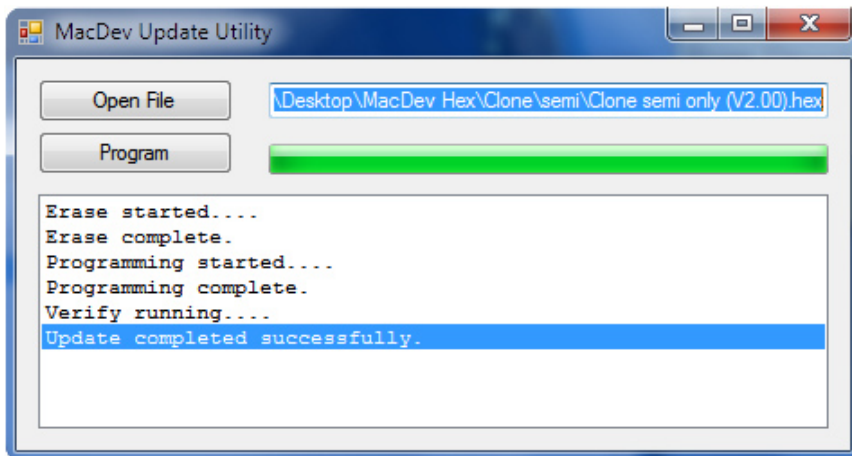 MacDev Update Utility
Open File
\Desktop\MacDev Hex\Clone\semi\Clone semi only (V2.00).hex
Program
Erase started....
Erase complete.
Programming started....
Programming complete.
Verify running....
Update completed successfully.